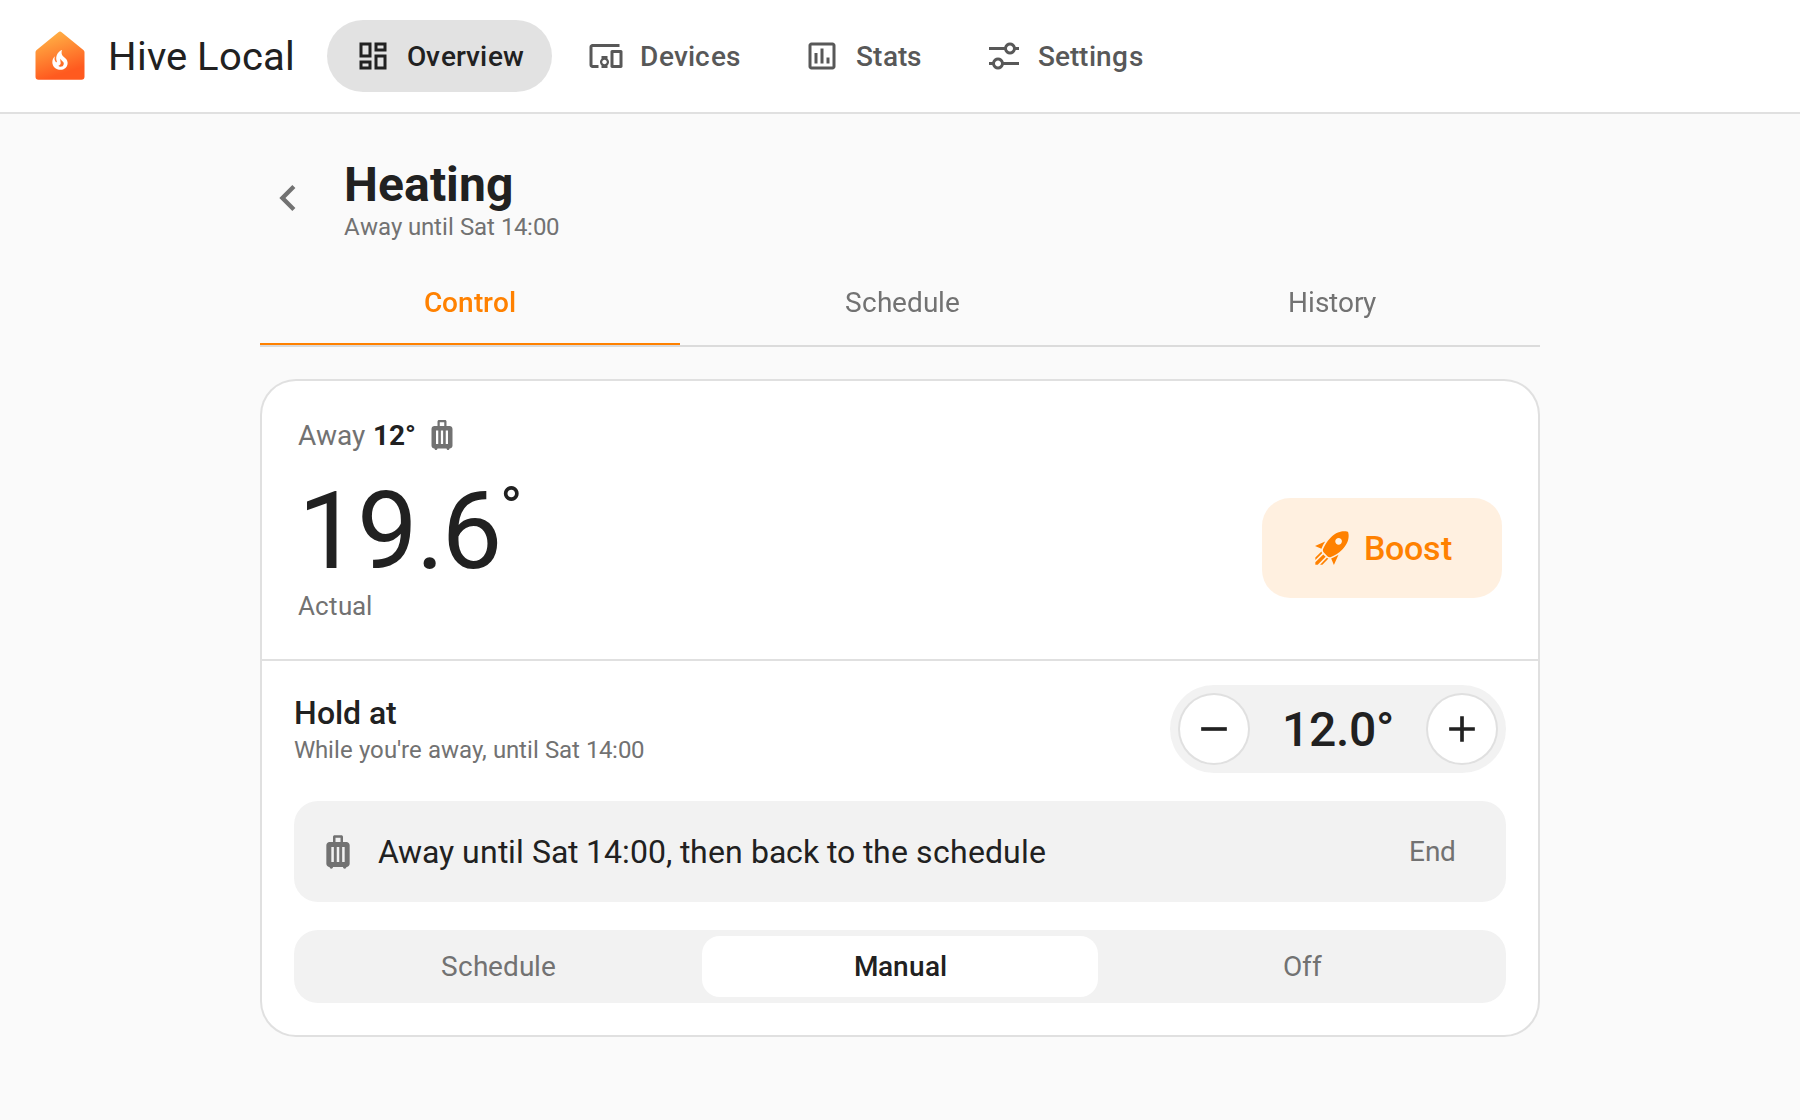 Hive Local
Overview
Devices
Stats
Settings
Heating
Away until Sat 14:00
Control
Schedule
History
Away 12°
19.6°
Actual
Boost
Hold at
While you're away, until Sat 14:00
12.0°
Away until Sat 14:00, then back to the schedule
End
Schedule
Manual
Off